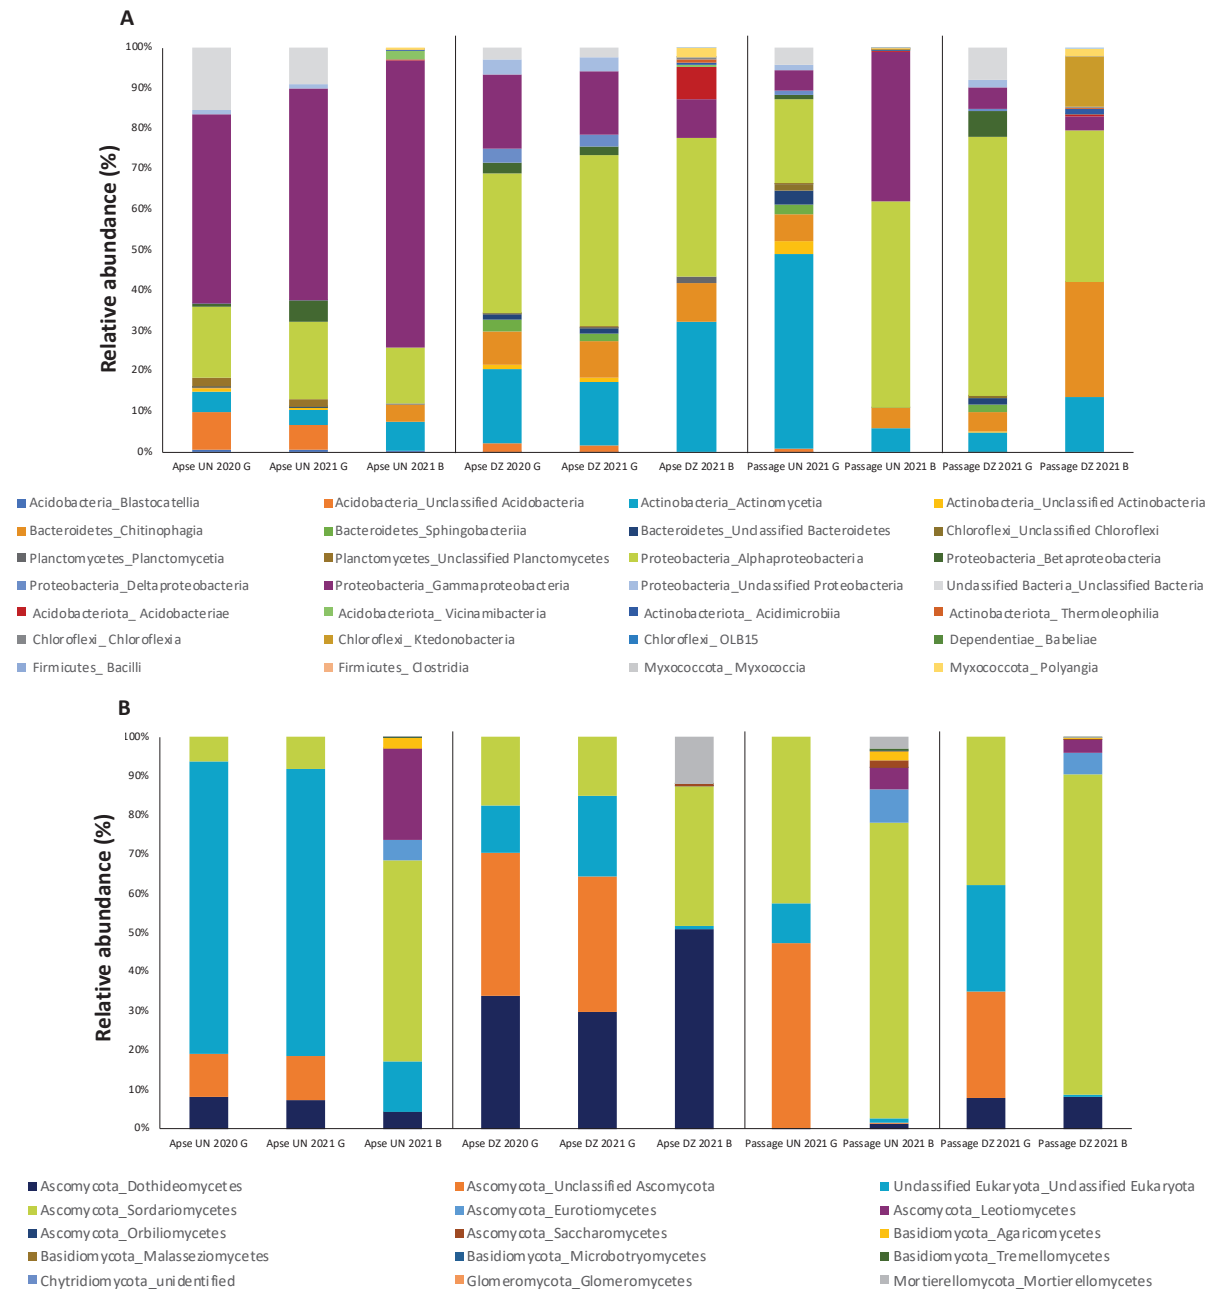 A
Relative abundance (%)
100%
90%
80%
70%
60%
50%
40%
30%
20%
10%
0%
Apse UN 2020 G Apse UN 2021 G Apse UN 2021 B Apse DZ 2020 G Apse DZ 2021 G Apse DZ 2021 B Passage UN 2021 G Passage UN 2021 B Passage DZ 2021 G Passage DZ 2021 B
Acidobacteria_Blastocatellia Acidobacteria_Unclassified Acidobacteria Actinobacteria_Actinomycetia Actinobacteria_Unclassified Actinobacteria
Bacteroidetes_Chitinophagia Bacteroidetes_Sphingobacteriia Bacteroidetes_Unclassified Bacteroidetes Chloroflexi_Unclassified Chloroflexi
Planctomycetes_Planctomycetia Planctomycetes_Unclassified Planctomycetes Proteobacteria_Alphaproteobacteria Proteobacteria_Betaproteobacteria
Proteobacteria_Deltaproteobacteria Proteobacteria_Gammaproteobacteria Proteobacteria_Unclassified Proteobacteria Unclassified Bacteria_Unclassified Bacteria
Acidobacteriota_ Acidobacteriae Acidobacteriota_ Vicinamibacteria Actinobacteriota_ Acidimicrobiia Actinobacteriota_ Thermoleophilia
Chloroflexi_ Chloroflexia Chloroflexi_ Ktedonobacteria Chloroflexi_ OLB15 Dependentiae_ Babeliae
Firmicutes_ Bacilli Firmicutes_ Clostridia Myxococcota_ Myxococcia Myxococcota_ Polyangia
B
Relative abundance (%)
100%
90%
80%
70%
60%
50%
40%
30%
20%
10%
0%
Apse UN 2020 G Apse UN 2021 G Apse UN 2021 B Apse DZ 2020 G Apse DZ 2021 G Apse DZ 2021 B Passage UN 2021 G Passage UN 2021 B Passage DZ 2021 G Passage DZ 2021 B
Ascomycota_Dothideomycetes Ascomycota_Unclassified Ascomycota Unclassified Eukaryota_Unclassified Eukaryota
Ascomycota_Sordariomycetes Ascomycota_Eurotiomycetes Ascomycota_Leotiomycetes
Ascomycota_Orbiliomycetes Ascomycota_Saccharomycetes Basidiomycota_Agaricomycetes
Basidiomycota_Malasseziomycetes Basidiomycota_Microbotryomycetes Basidiomycota_Tremellomycetes
Chytridiomycota_unidentified Glomeromycota_Glomeromycetes Mortierellomycota_Mortierellomycetes